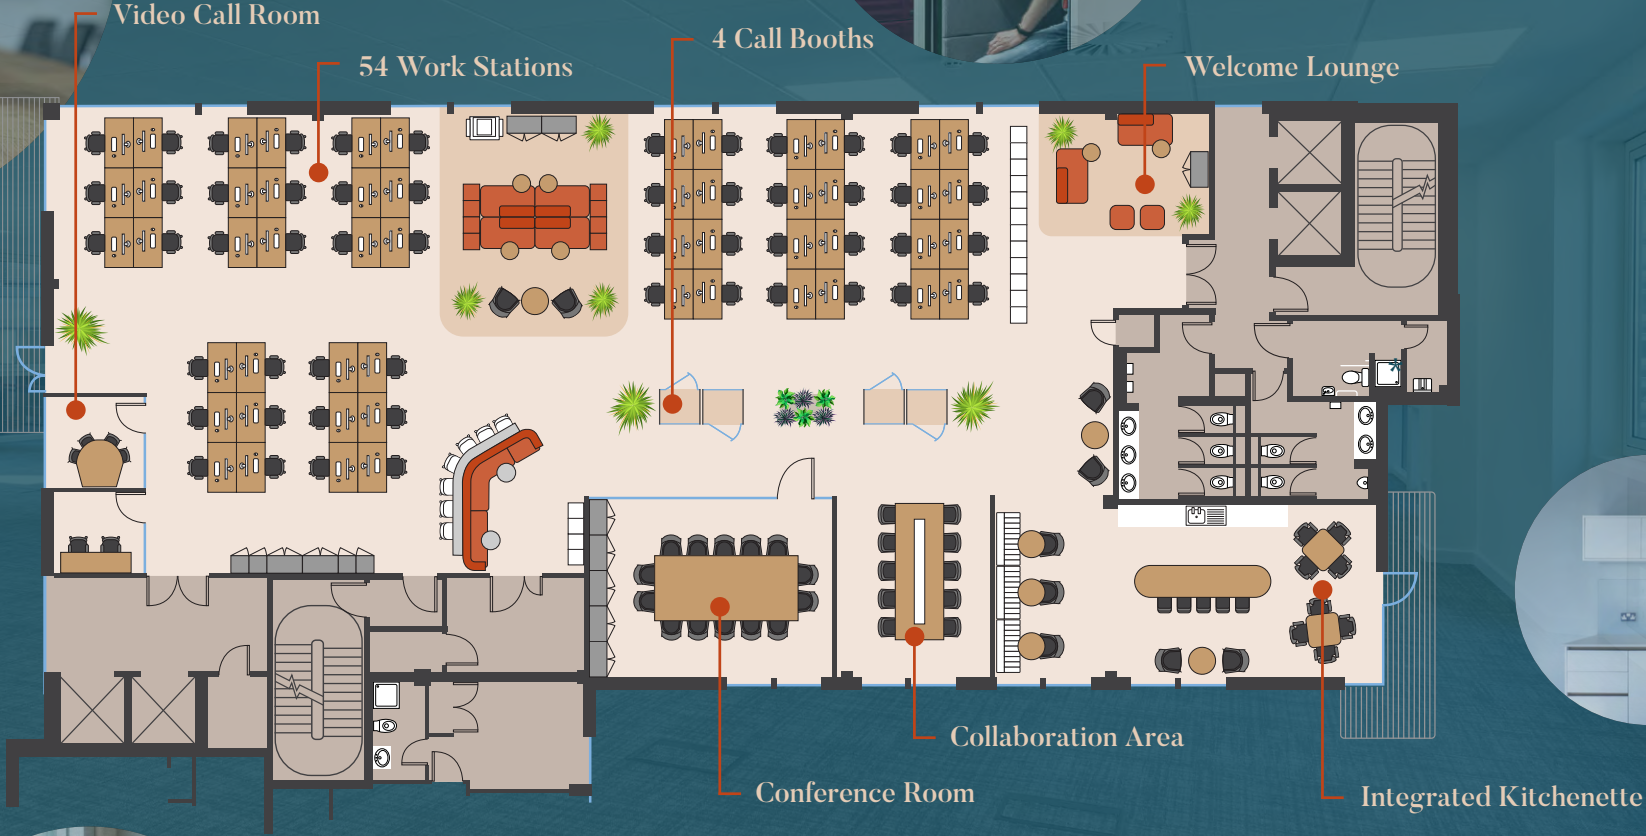 Video Call Room
4 Call Booths
54 Work Stations
Welcome Lounge
Collaboration Area
Conference Room
Integrated Kitchenette